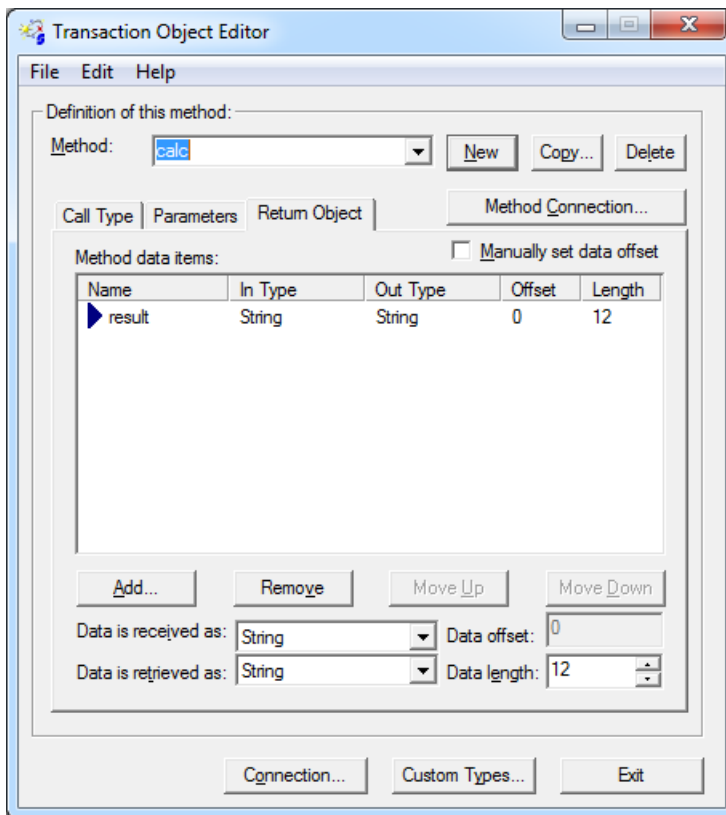 Transaction Object Editor
File Edit Help
Definition of this method:
Method: calc New Copy... Delete
Method Connection...
Call Type Parameters Return Object
Method data items: Manually set data offset
Name In Type Out Type Offset Length
result String String 0 12
Add... Remove Move Up Move Down
Data is received as: String Data offset: 0
Data is retrieved as: String Data length: 12
Connection... Custom Types... Exit